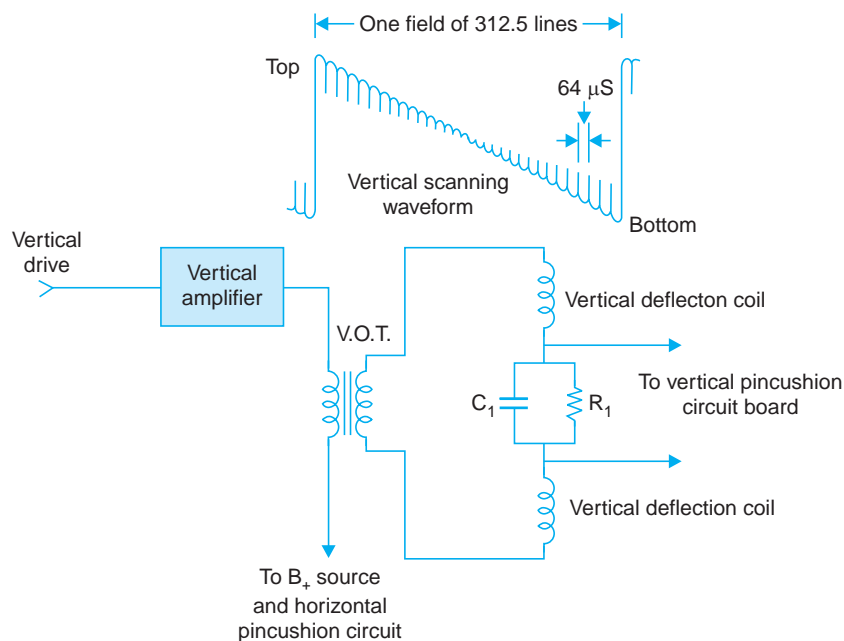 One field of 312.5 lines
Top
64 μS
Vertical scanning
waveform
Bottom
Vertical
drive
Vertical
amplifier
Vertical deflecton coil
V.O.T.
To vertical pincushion
circuit board
C₁
R₁
Vertical deflection coil
To B₊ source
and horizontal
pincushion circuit